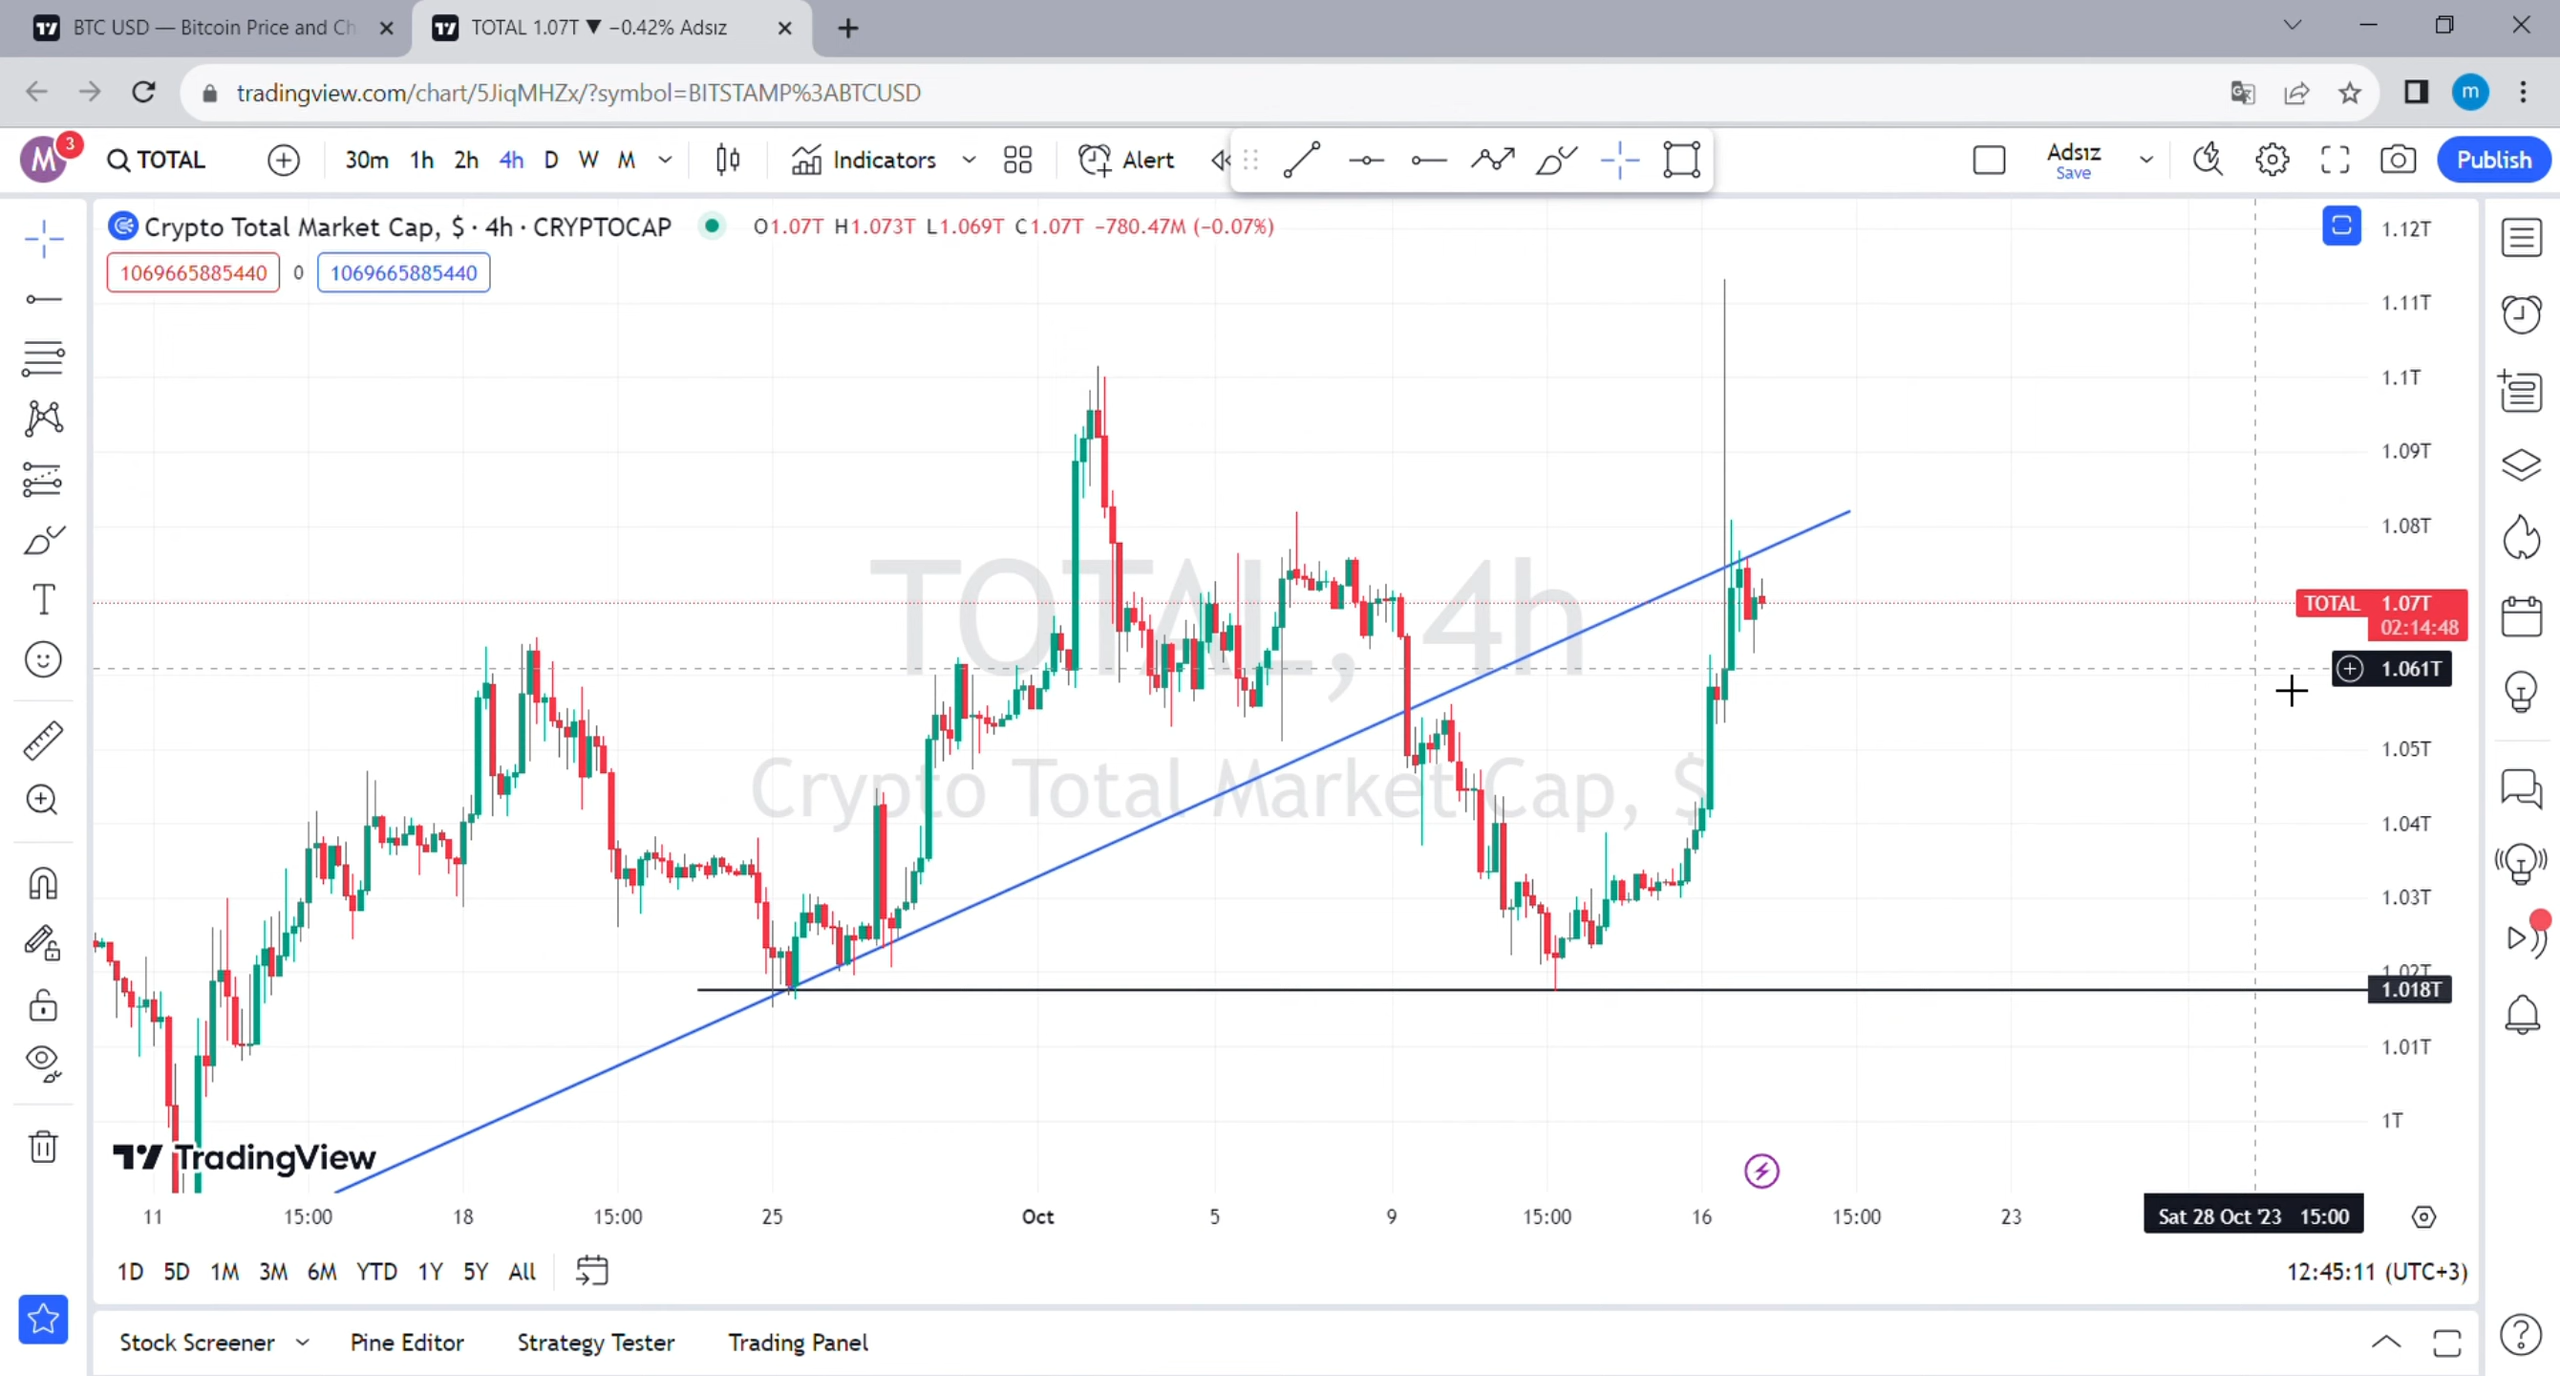 BTC USD — Bitcoin Price and Ch
TOTAL 1.07T ▼ −0.42% Adsız
tradingview.com/chart/5JiqMHZx/?symbol=BITSTAMP%3ABTCUSD
m
M 3 TOTAL 30m 1h 2h 4h D W M Indicators Alert Adsız Save Publish
Crypto Total Market Cap, $ · 4h · CRYPTOCAP O1.07T H1.073T L1.069T C1.07T −780.47M (−0.07%)
1069665885440 0 1069665885440
TOTAL, 4h
Crypto Total Market Cap, $
1.12T
1.11T
1.1T
1.09T
1.08T
TOTAL 1.07T
02:14:48
1.061T
1.05T
1.04T
1.03T
1.02T
1.018T
1.01T
1T
TradingView
11 15:00 18 15:00 25 Oct 5 9 15:00 16 15:00 23 Sat 28 Oct '23 15:00
1D 5D 1M 3M 6M YTD 1Y 5Y All 12:45:11 (UTC+3)
Stock Screener Pine Editor Strategy Tester Trading Panel